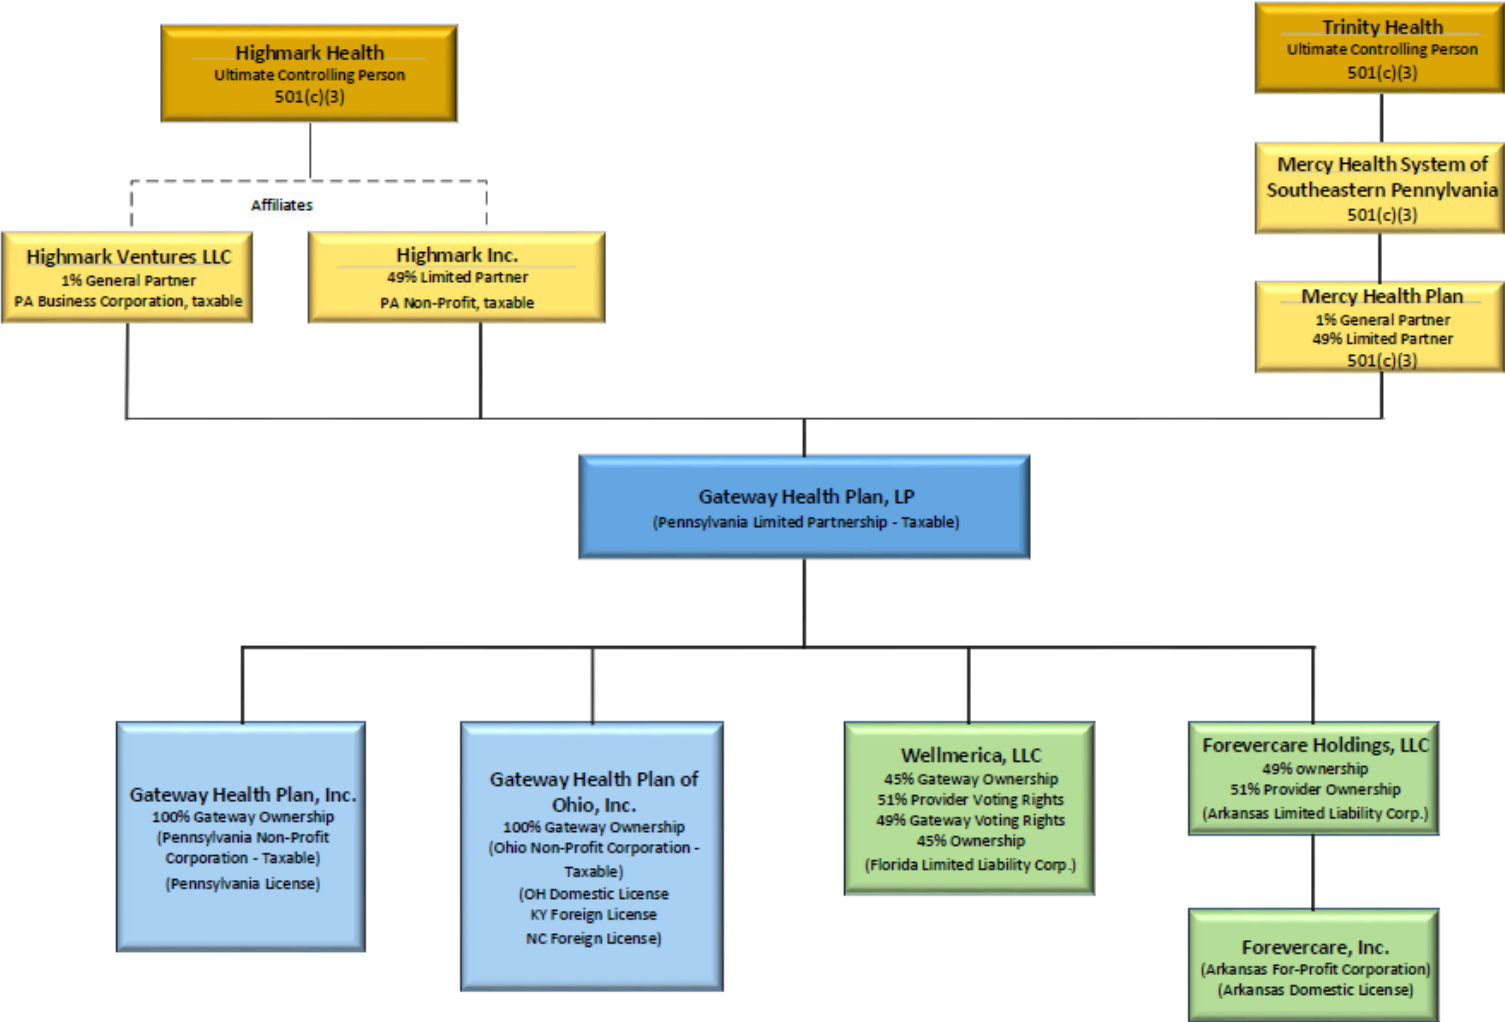 Highmark Health
Ultimate Controlling Person
501(c)(3)
Trinity Health
Ultimate Controlling Person
501(c)(3)
Mercy Health System of
Southeastern Pennylvania
501(c)(3)
Affiliates
Highmark Ventures LLC
1% General Partner
PA Business Corporation, taxable
Highmark Inc.
49% Limited Partner
PA Non-Profit, taxable
Mercy Health Plan
1% General Partner
49% Limited Partner
501(c)(3)
Gateway Health Plan, LP
(Pennsylvania Limited Partnership - Taxable)
Gateway Health Plan, Inc.
100% Gateway Ownership
(Pennsylvania Non-Profit
Corporation - Taxable)
(Pennsylvania License)
Gateway Health Plan of
Ohio, Inc.
100% Gateway Ownership
(Ohio Non-Profit Corporation -
Taxable)
(OH Domestic License
KY Foreign License
NC Foreign License)
Wellmerica, LLC
45% Gateway Ownership
51% Provider Voting Rights
49% Gateway Voting Rights
45% Ownership
(Florida Limited Liability Corp.)
Forevercare Holdings, LLC
49% ownership
51% Provider Ownership
(Arkansas Limited Liability Corp.)
Forevercare, Inc.
(Arkansas For-Profit Corporation)
(Arkansas Domestic License)